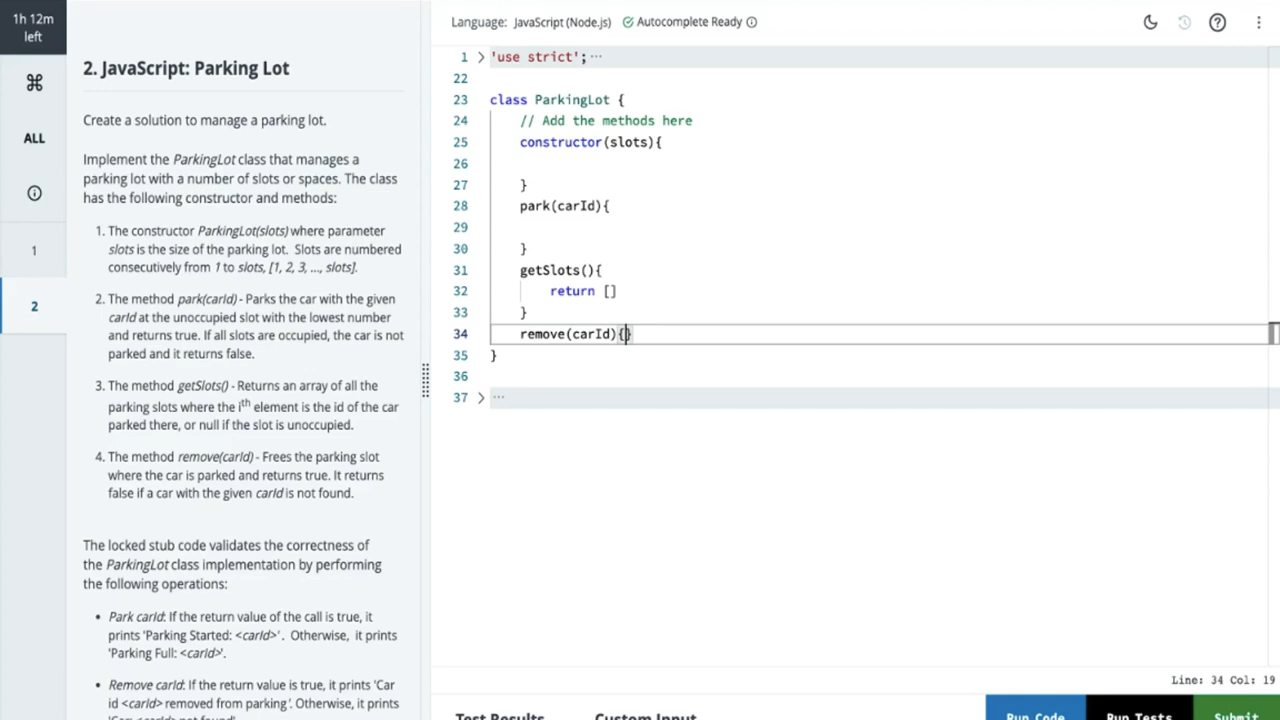 1h 12m
left
ALL
1
2
2. JavaScript: Parking Lot
Create a solution to manage a parking lot.
Implement the ParkingLot class that manages a
parking lot with a number of slots or spaces. The class
has the following constructor and methods:
1. The constructor ParkingLot(slots) where parameter
slots is the size of the parking lot. Slots are numbered
consecutively from 1 to slots, [1, 2, 3, ..., slots].
2. The method park(carId) - Parks the car with the given
carId at the unoccupied slot with the lowest number
and returns true. If all slots are occupied, the car is not
parked and it returns false.
3. The method getSlots() - Returns an array of all the
parking slots where the ith element is the id of the car
parked there, or null if the slot is unoccupied.
4. The method remove(carId) - Frees the parking slot
where the car is parked and returns true. It returns
false if a car with the given carId is not found.
The locked stub code validates the correctness of
the ParkingLot class implementation by performing
the following operations:
• Park carId: If the return value of the call is true, it
prints 'Parking Started: <carId>'. Otherwise, it prints
'Parking Full: <carId>'.
• Remove carId: If the return value is true, it prints 'Car
id <carId> removed from parking'. Otherwise, it prints
'Car: <carId> not found'.
Language: JavaScript (Node.js) Autocomplete Ready
1 'use strict'; ...
22
23 class ParkingLot {
24 // Add the methods here
25 constructor(slots){
26
27 }
28 park(carId){
29
30 }
31 getSlots(){
32 return []
33 }
34 remove(carId){}
35 }
36
37 ...
Line: 34 Col: 19
Test Results Custom Input Run Code Run Tests Submit